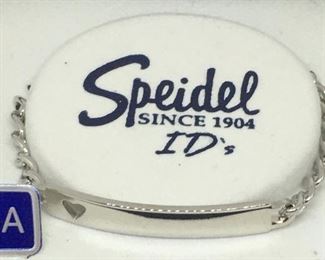 Speidel
SINCE 1904
ID's
A